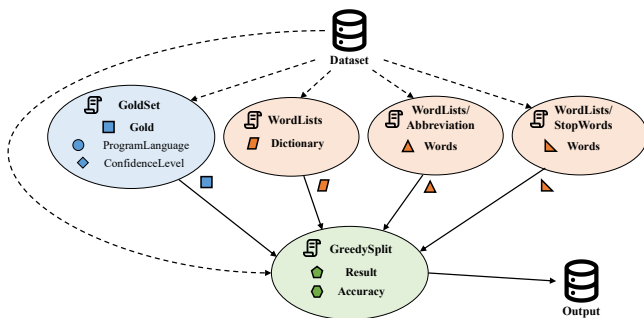 Dataset
GoldSet
Gold
ProgramLanguage
ConfidenceLevel
WordLists
Dictionary
WordLists/
Abbreviation
Words
WordLists/
StopWords
Words
GreedySplit
Result
Accuracy
Output